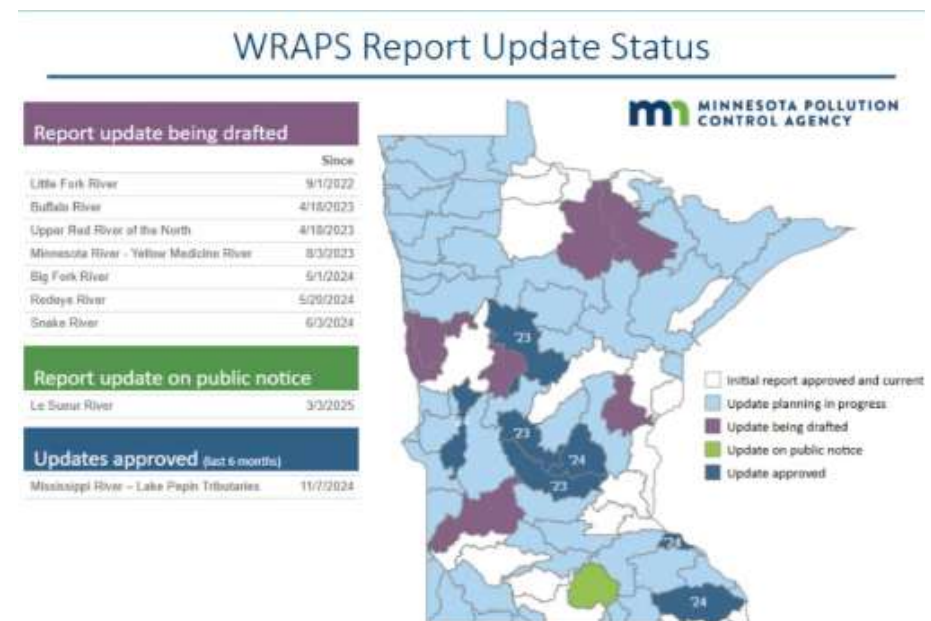 WRAPS Report Update Status
MINNESOTA POLLUTION
CONTROL AGENCY
Report update being drafted
Since
Little Fork River 9/1/2022
Buffalo River 4/18/2023
Upper Red River of the North 4/18/2023
Minnesota River - Yellow Medicine River 8/3/2023
Big Fork River 5/1/2024
Redeye River 5/29/2024
Snake River 6/3/2024
Report update on public notice
Le Sueur River 3/3/2025
Updates approved (last 6 months)
Mississippi River – Lake Pepin Tributaries 11/7/2024
'23
'23
'24
'23
'24
'24
Initial report approved and current
Update planning in progress
Update being drafted
Update on public notice
Update approved